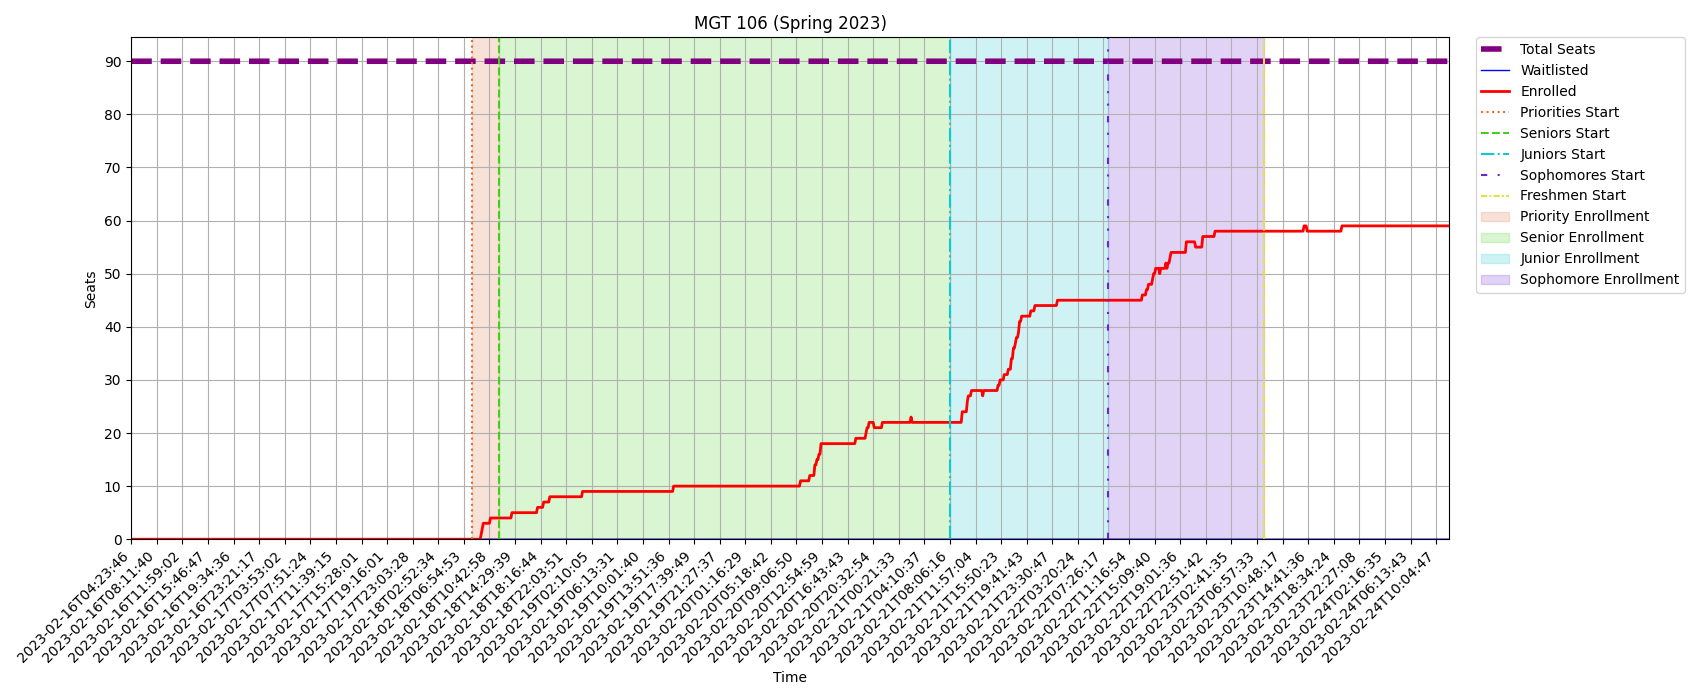 MGT 106 (Spring 2023)
Seats
90
80
70
60
50
40
30
20
10
0
2023-02-16T04:23:46
2023-02-16T08:11:40
2023-02-16T11:59:02
2023-02-16T15:46:47
2023-02-16T19:34:36
2023-02-16T23:21:17
2023-02-17T03:53:02
2023-02-17T07:51:24
2023-02-17T11:39:15
2023-02-17T15:28:01
2023-02-17T19:16:01
2023-02-17T23:03:28
2023-02-18T02:52:34
2023-02-18T06:54:53
2023-02-18T10:42:58
2023-02-18T14:29:39
2023-02-18T18:16:44
2023-02-18T22:03:51
2023-02-19T02:10:05
2023-02-19T06:13:31
2023-02-19T10:01:40
2023-02-19T13:51:36
2023-02-19T17:39:49
2023-02-19T21:27:37
2023-02-20T01:16:29
2023-02-20T05:18:42
2023-02-20T09:06:50
2023-02-20T12:54:59
2023-02-20T16:43:43
2023-02-20T20:32:54
2023-02-21T00:21:33
2023-02-21T04:10:37
2023-02-21T08:06:16
2023-02-21T11:57:04
2023-02-21T15:50:23
2023-02-21T19:41:43
2023-02-21T23:30:47
2023-02-22T03:20:24
2023-02-22T07:26:17
2023-02-22T11:16:54
2023-02-22T15:09:40
2023-02-22T19:01:36
2023-02-22T22:51:42
2023-02-23T02:41:35
2023-02-23T06:57:33
2023-02-23T10:48:17
2023-02-23T14:41:36
2023-02-23T18:34:24
2023-02-23T22:27:08
2023-02-24T02:16:35
2023-02-24T06:13:43
2023-02-24T10:04:47
Time
Total Seats
Waitlisted
Enrolled
Priorities Start
Seniors Start
Juniors Start
Sophomores Start
Freshmen Start
Priority Enrollment
Senior Enrollment
Junior Enrollment
Sophomore Enrollment